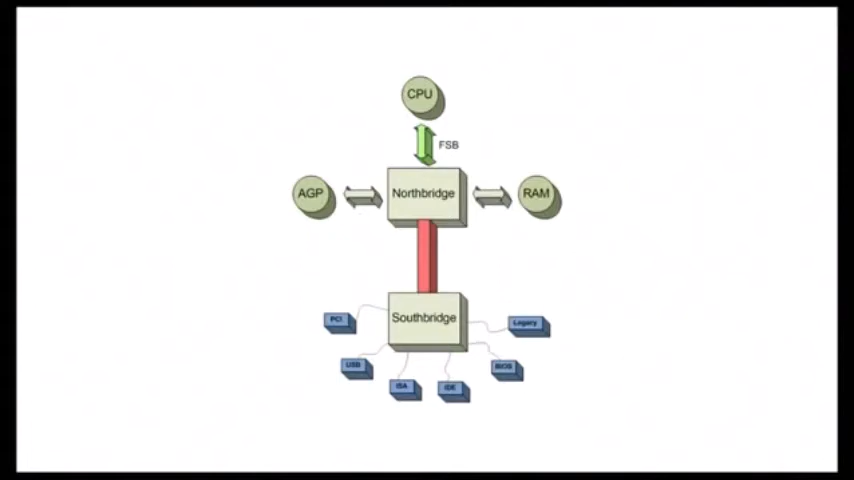 CPU
FSB
AGP
Northbridge
RAM
Southbridge
PCI
Legacy
USB
BIOS
ISA
IDE